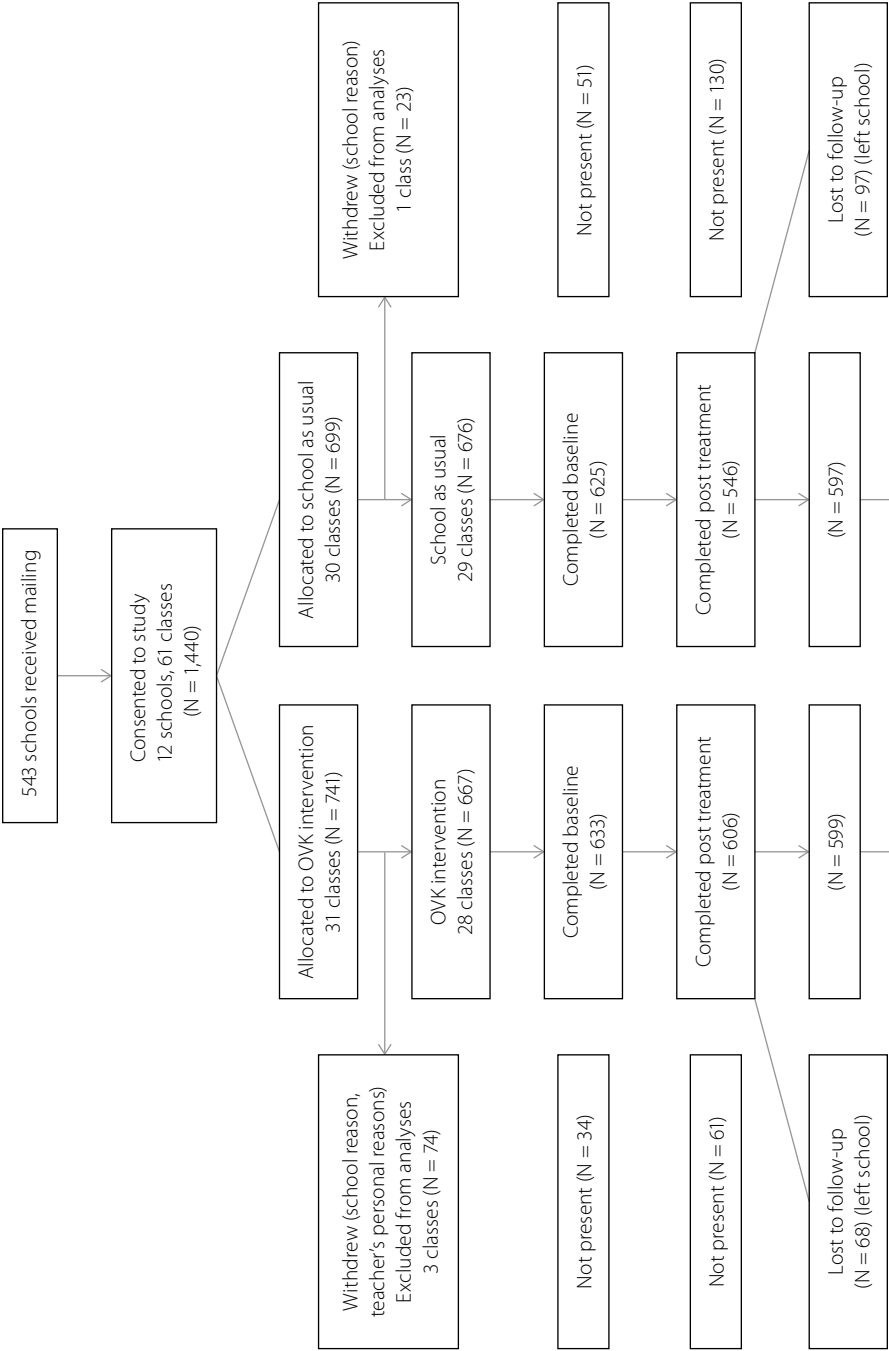 543 schools received mailing
Consented to study
12 schools, 61 classes
(N = 1,440)
Allocated to OVK intervention
31 classes (N = 741)
Allocated to school as usual
30 classes (N = 699)
Withdrew (school reason,
teacher's personal reasons)
Excluded from analyses
3 classes (N = 74)
Withdrew (school reason)
Excluded from analyses
1 class (N = 23)
OVK intervention
28 classes (N = 667)
School as usual
29 classes (N = 676)
Not present (N = 34)
Completed baseline
(N = 633)
Completed baseline
(N = 625)
Not present (N = 51)
Not present (N = 61)
Completed post treatment
(N = 606)
Completed post treatment
(N = 546)
Not present (N = 130)
Lost to follow-up
(N = 68) (left school)
(N = 599)
(N = 597)
Lost to follow-up
(N = 97) (left school)